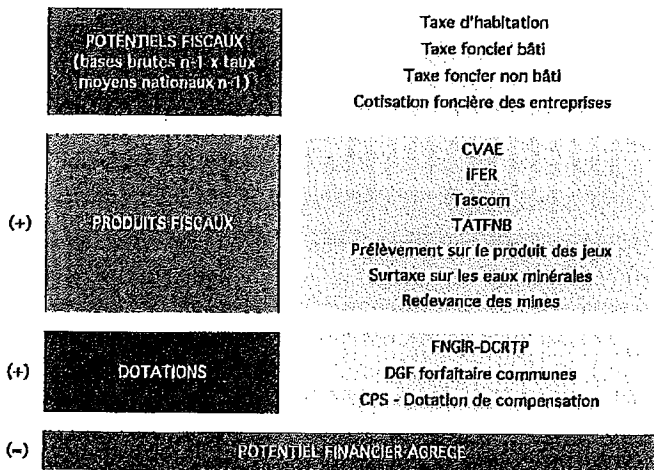 POTENTIELS FISCAUX
(bases brutes n-1 x taux
moyens nationaux n-1)
Taxe d'habitation
Taxe foncier bâti
Taxe foncier non bâti
Cotisation foncière des entreprises
(+)
PRODUITS FISCAUX
CVAE
IFER
Tascom
TATFNB
Prélèvement sur le produit des jeux
Surtaxe sur les eaux minérales
Redevance des mines
(+)
DOTATIONS
FNGIR-DCRTP
DGF forfaitaire communes
CPS - Dotation de compensation
(-)
POTENTIEL FINANCIER AGREGE